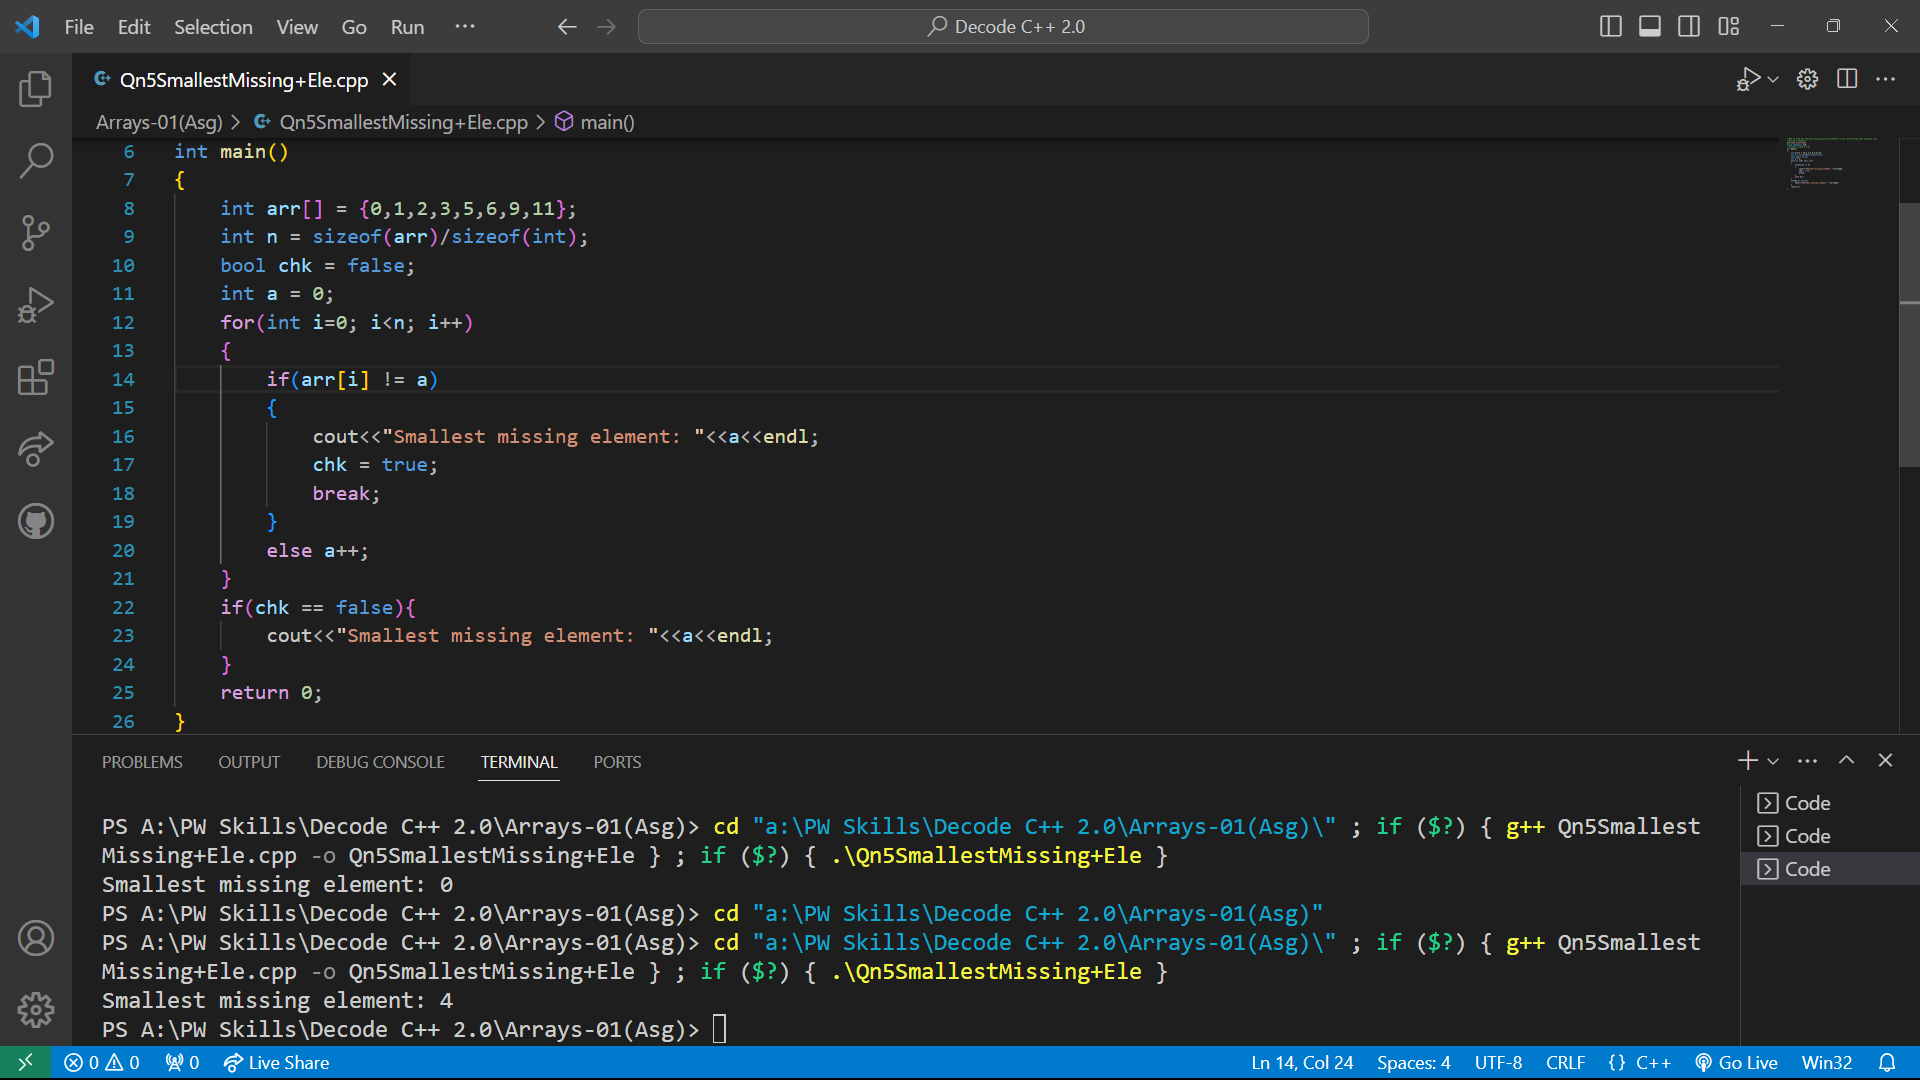 File Edit Selection View Go Run ··· Decode C++ 2.0
Qn5SmallestMissing+Ele.cpp
Arrays-01(Asg) > Qn5SmallestMissing+Ele.cpp > main()
6 int main()
7 {
8 int arr[] = {0,1,2,3,5,6,9,11};
9 int n = sizeof(arr)/sizeof(int);
10 bool chk = false;
11 int a = 0;
12 for(int i=0; i<n; i++)
13 {
14 if(arr[i] != a)
15 {
16 cout<<"Smallest missing element: "<<a<<endl;
17 chk = true;
18 break;
19 }
20 else a++;
21 }
22 if(chk == false){
23 cout<<"Smallest missing element: "<<a<<endl;
24 }
25 return 0;
26 }
PROBLEMS OUTPUT DEBUG CONSOLE TERMINAL PORTS
PS A:\PW Skills\Decode C++ 2.0\Arrays-01(Asg)> cd "a:\PW Skills\Decode C++ 2.0\Arrays-01(Asg)\" ; if ($?) { g++ Qn5Smallest
Missing+Ele.cpp -o Qn5SmallestMissing+Ele } ; if ($?) { .\Qn5SmallestMissing+Ele }
Smallest missing element: 0
PS A:\PW Skills\Decode C++ 2.0\Arrays-01(Asg)> cd "a:\PW Skills\Decode C++ 2.0\Arrays-01(Asg)"
PS A:\PW Skills\Decode C++ 2.0\Arrays-01(Asg)> cd "a:\PW Skills\Decode C++ 2.0\Arrays-01(Asg)\" ; if ($?) { g++ Qn5Smallest
Missing+Ele.cpp -o Qn5SmallestMissing+Ele } ; if ($?) { .\Qn5SmallestMissing+Ele }
Smallest missing element: 4
PS A:\PW Skills\Decode C++ 2.0\Arrays-01(Asg)>
Code
Code
Code
0 0 0 Live Share Ln 14, Col 24 Spaces: 4 UTF-8 CRLF {} C++ Go Live Win32